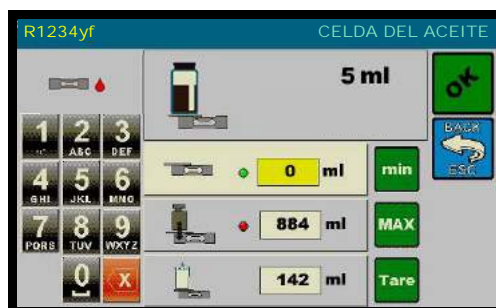 R1234yf CELDA DEL ACEITE
5 ml
OK
BACK
ESC
1 2 3
ABC DEF
4 5 6
GHI JKL MNO
7 8 9
PQRS TUV WXYZ
0 X
0 ml min
884 ml MAX
142 ml Tare